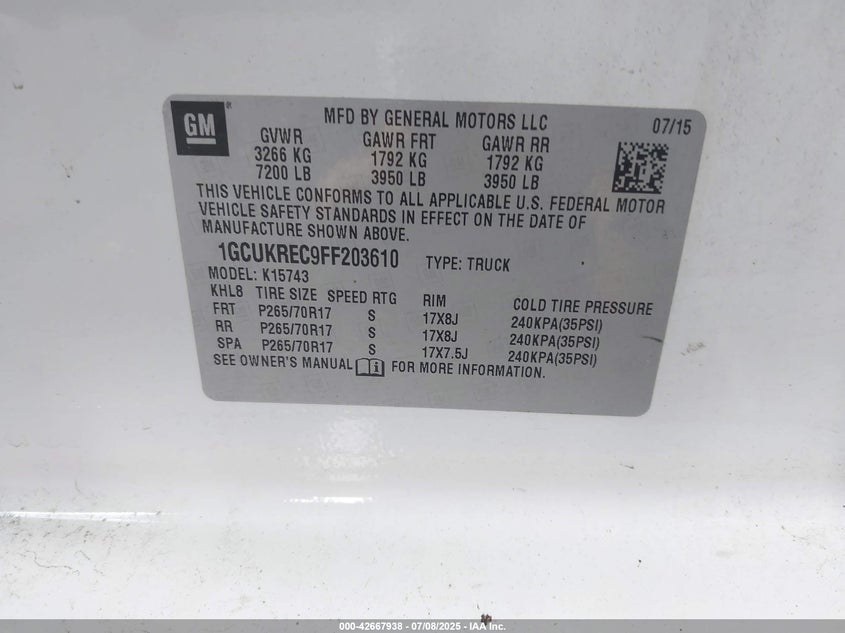 GM ®
MFD BY GENERAL MOTORS LLC 07/15
GVWR GAWR FRT GAWR RR
3266 KG 1792 KG 1792 KG
7200 LB 3950 LB 3950 LB
THIS VEHICLE CONFORMS TO ALL APPLICABLE U.S. FEDERAL MOTOR
VEHICLE SAFETY STANDARDS IN EFFECT ON THE DATE OF
MANUFACTURE SHOWN ABOVE.
1GCUKREC9FF203610 TYPE: TRUCK
MODEL: K15743
KHL8 TIRE SIZE SPEED RTG RIM COLD TIRE PRESSURE
FRT P265/70R17 S 17X8J 240KPA(35PSI)
RR P265/70R17 S 17X8J 240KPA(35PSI)
SPA P265/70R17 S 17X7.5J 240KPA(35PSI)
SEE OWNER'S MANUAL i FOR MORE INFORMATION.
000-42667938 - 07/08/2025 - IAA Inc.